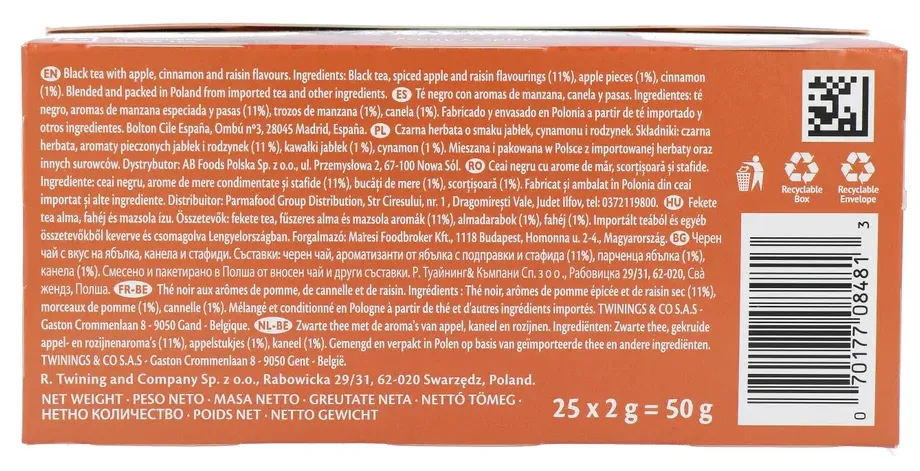 EN Black tea with apple, cinnamon and raisin flavours. Ingredients: Black tea, spiced apple and raisin flavourings (11%), apple pieces (1%), cinnamon
(1%). Blended and packed in Poland from imported tea and other ingredients. ES Té negro con aromas de manzana, canela y pasas. Ingredientes: té
negro, aromas de manzana especiada y pasas (11%), trozos de manzana (1%), canela (1%). Fabricado y envasado en Polonia a partir de té importado y
otros ingredientes. Bolton Cile España, Ombú nº3, 28045 Madrid, España. PL Czarna herbata o smaku jabłek, cynamonu i rodzynek. Składniki: czarna
herbata, aromaty pieczonych jabłek i rodzynek (11 %), kawałki jabłek (1 %), cynamon (1 %). Mieszana i pakowana w Polsce z importowanej herbaty oraz
innych surowców. Dystrybutor: AB Foods Polska Sp. z o.o., ul. Przemysłowa 2, 67-100 Nowa Sól. RO Ceai negru cu arome de măr, scorțișoară și stafide.
Ingrediente: ceai negru, arome de mere condimentate și stafide (11%), bucăți de mere (1%), scorțișoară (1%). Fabricat și ambalat în Polonia din ceai
importat și alte ingrediente. Distribuitor: Parmafood Group Distribution, Str Ciresului, nr. 1, Dragomirești Vale, Judet Ilfov, tel: 0372119800. HU Fekete
tea alma, fahéj és mazsola ízu. Összetevők: fekete tea, fűszeres alma és mazsola aromák (11%), almadarabok (1%), fahéj (1%). Importált teából és egyéb
összetevőkből keverve és csomagolva Lengyelországban. Forgalmazó: Maresi Foodbroker Kft., 1118 Budapest, Homonna u. 2-4., Magyarország. BG Черен
чай с вкус на ябълка, канела и стафиди. Съставки: черен чай, ароматизанти от ябълка с подправки и стафида (11%), парченца ябълка (1%),
канела (1%). Смесено и пакетирано в Полша от вносен чай и други съставки. Р. Туайнинг& Къмпани Сп. з о о , Рабовицка 29/31, 62-020, Сва̀
жендз, Полша. FR-BE Thé noir aux arômes de pomme, de cannelle et de raisin. Ingrédients : Thé noir, arômes de pomme épicée et de raisin sec (11%),
morceaux de pomme (1%), cannelle (1%). Mélangé et conditionné en Pologne à partir de thé et d'autres ingrédients importés. TWININGS & CO S.A.S -
Gaston Crommenlaan 8 - 9050 Gand - Belgique. NL-BE Zwarte thee met de aroma's van appel, kaneel en rozijnen. Ingrediënten: Zwarte thee, gekruide
appel- en rozijnenaroma's (11%), appelstukjes (1%), kaneel (1%). Gemengd en verpakt in Polen op basis van geïmporteerde thee en andere ingrediënten.
TWININGS & CO S.A.S - Gaston Crommenlaan 8 - 9050 Gent - België.
R. Twining and Company Sp. z o.o., Rabowicka 29/31, 62-020 Swarzędz, Poland.
NET WEIGHT • PESO NETO • MASA NETTO • GREUTATE NETA • NETTÓ TÖMEG •
НЕТНО КОЛИЧЕСТВО • POIDS NET • NETTO GEWICHT
25 x 2 g = 50 g
Recyclable
Box
Recyclable
Envelope
0 70177 08481 3